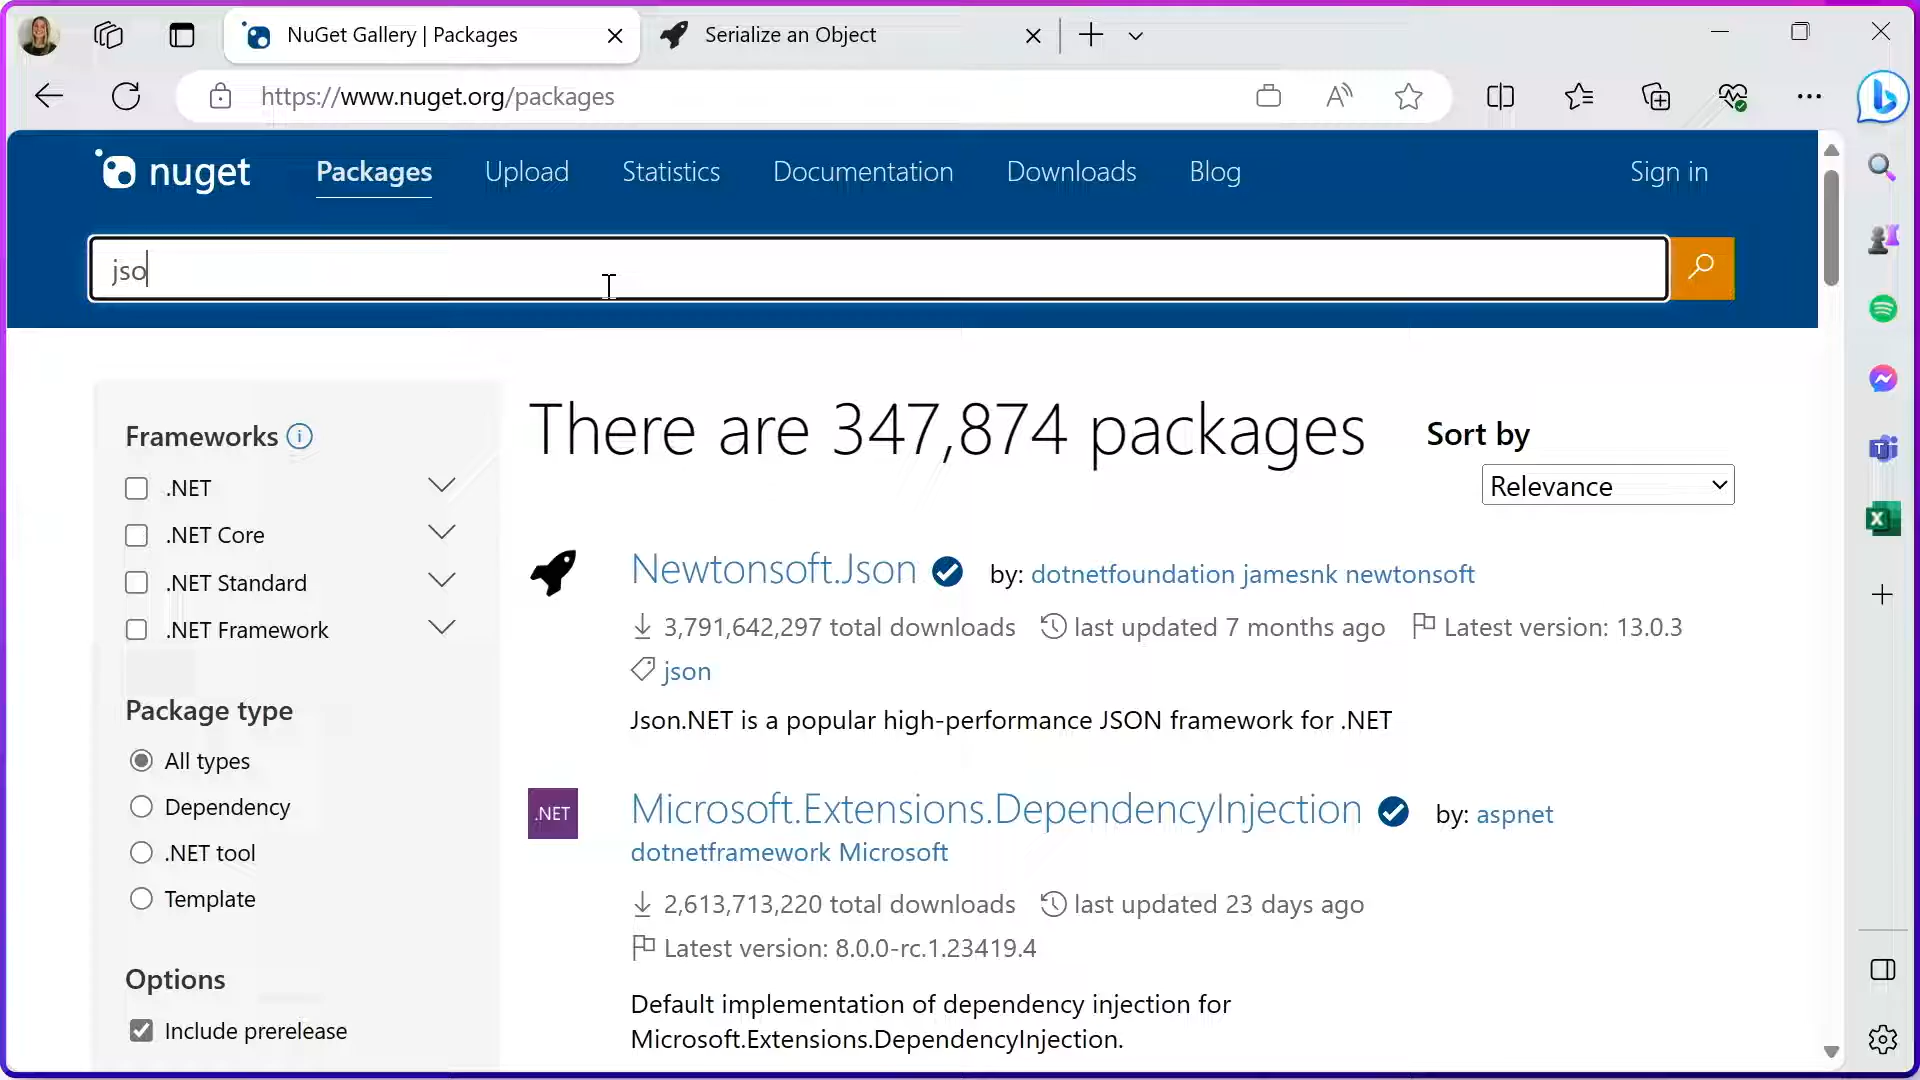 NuGet Gallery | Packages
Serialize an Object
https://www.nuget.org/packages
nuget
Packages
Upload
Statistics
Documentation
Downloads
Blog
Sign in
jso
Frameworks
.NET
.NET Core
.NET Standard
.NET Framework
Package type
All types
Dependency
.NET tool
Template
Options
Include prerelease
There are 347,874 packages
Sort by
Relevance
Newtonsoft.Json by: dotnetfoundation jamesnk newtonsoft
3,791,642,297 total downloads last updated 7 months ago Latest version: 13.0.3
json
Json.NET is a popular high-performance JSON framework for .NET
.NET
Microsoft.Extensions.DependencyInjection by: aspnet
dotnetframework Microsoft
2,613,713,220 total downloads last updated 23 days ago
Latest version: 8.0.0-rc.1.23419.4
Default implementation of dependency injection for
Microsoft.Extensions.DependencyInjection.